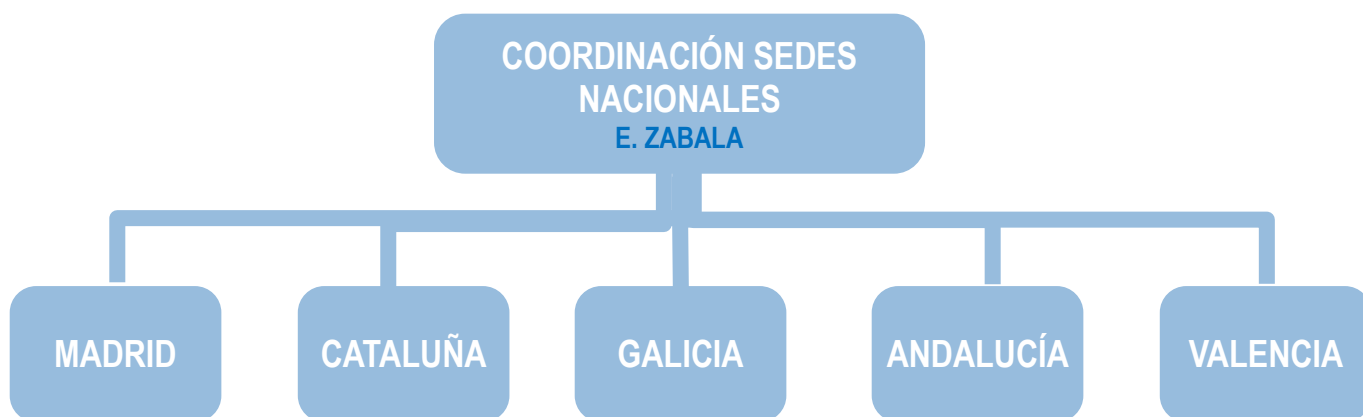 COORDINACIÓN SEDES
NACIONALES
E. ZABALA
MADRID
CATALUÑA
GALICIA
ANDALUCÍA
VALENCIA